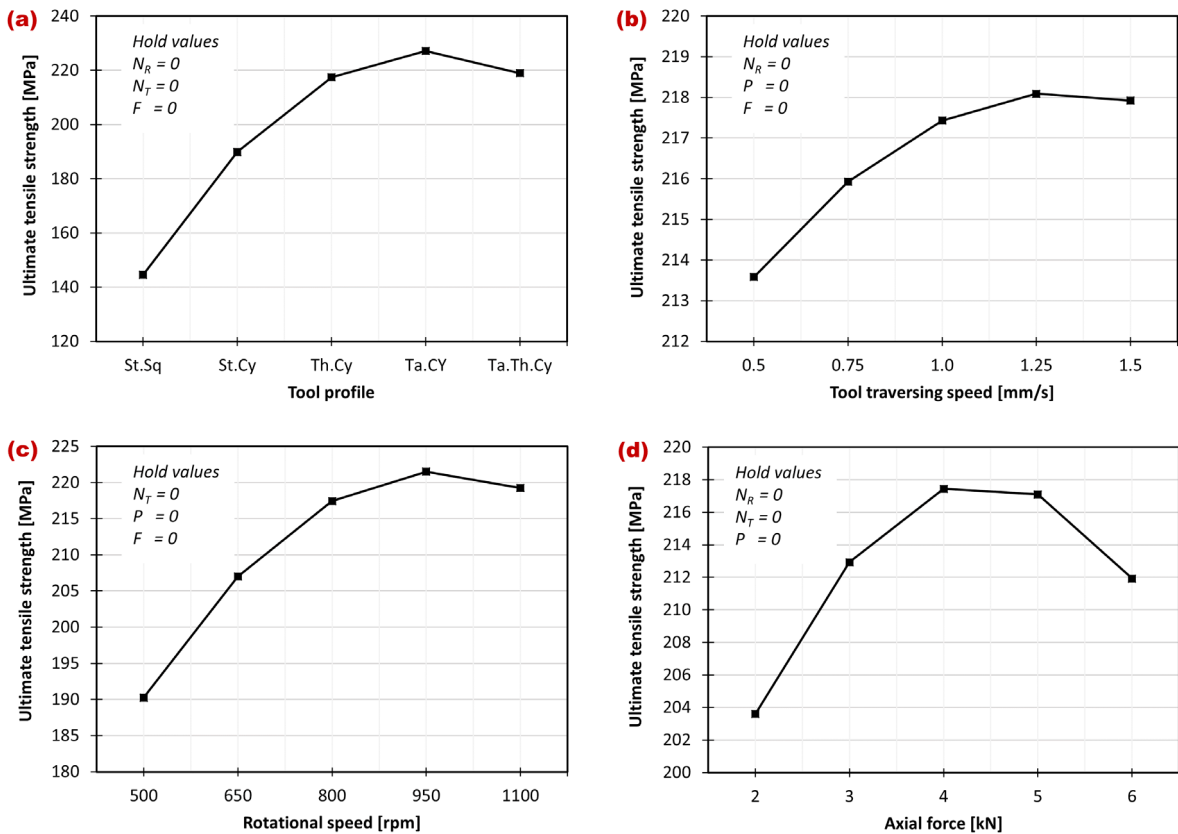 (a)
Ultimate tensile strength [MPa]
240
220
200
180
160
140
120
Hold values
N_R = 0
N_T = 0
F = 0
St.Sq St.Cy Th.Cy Ta.CY Ta.Th.Cy
Tool profile
(b)
Ultimate tensile strength [MPa]
220
219
218
217
216
215
214
213
212
Hold values
N_R = 0
P = 0
F = 0
0.5 0.75 1.0 1.25 1.5
Tool traversing speed [mm/s]
(c)
Ultimate tensile strength [MPa]
225
220
215
210
205
200
195
190
185
180
Hold values
N_T = 0
P = 0
F = 0
500 650 800 950 1100
Rotational speed [rpm]
(d)
Ultimate tensile strength [MPa]
220
218
216
214
212
210
208
206
204
202
200
Hold values
N_R = 0
N_T = 0
P = 0
2 3 4 5 6
Axial force [kN]